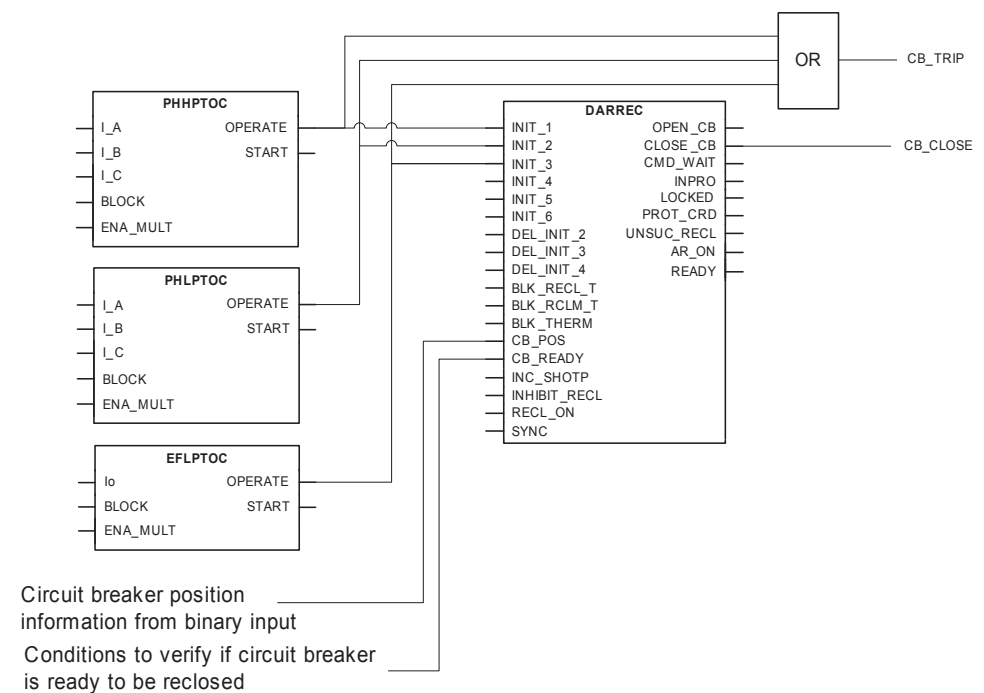 OR
CB_TRIP
PHHPTOC
I_A
I_B
I_C
BLOCK
ENA_MULT
OPERATE
START
DARREC
INIT_1
INIT_2
INIT_3
INIT_4
INIT_5
INIT_6
DEL_INIT_2
DEL_INIT_3
DEL_INIT_4
BLK_RECL_T
BLK_RCLM_T
BLK_THERM
CB_POS
CB_READY
INC_SHOTP
INHIBIT_RECL
RECL_ON
SYNC
OPEN_CB
CLOSE_CB
CMD_WAIT
INPRO
LOCKED
PROT_CRD
UNSUC_RECL
AR_ON
READY
CB_CLOSE
PHLPTOC
I_A
I_B
I_C
BLOCK
ENA_MULT
OPERATE
START
EFLPTOC
Io
BLOCK
ENA_MULT
OPERATE
START
Circuit breaker position
information from binary input
Conditions to verify if circuit breaker
is ready to be reclosed